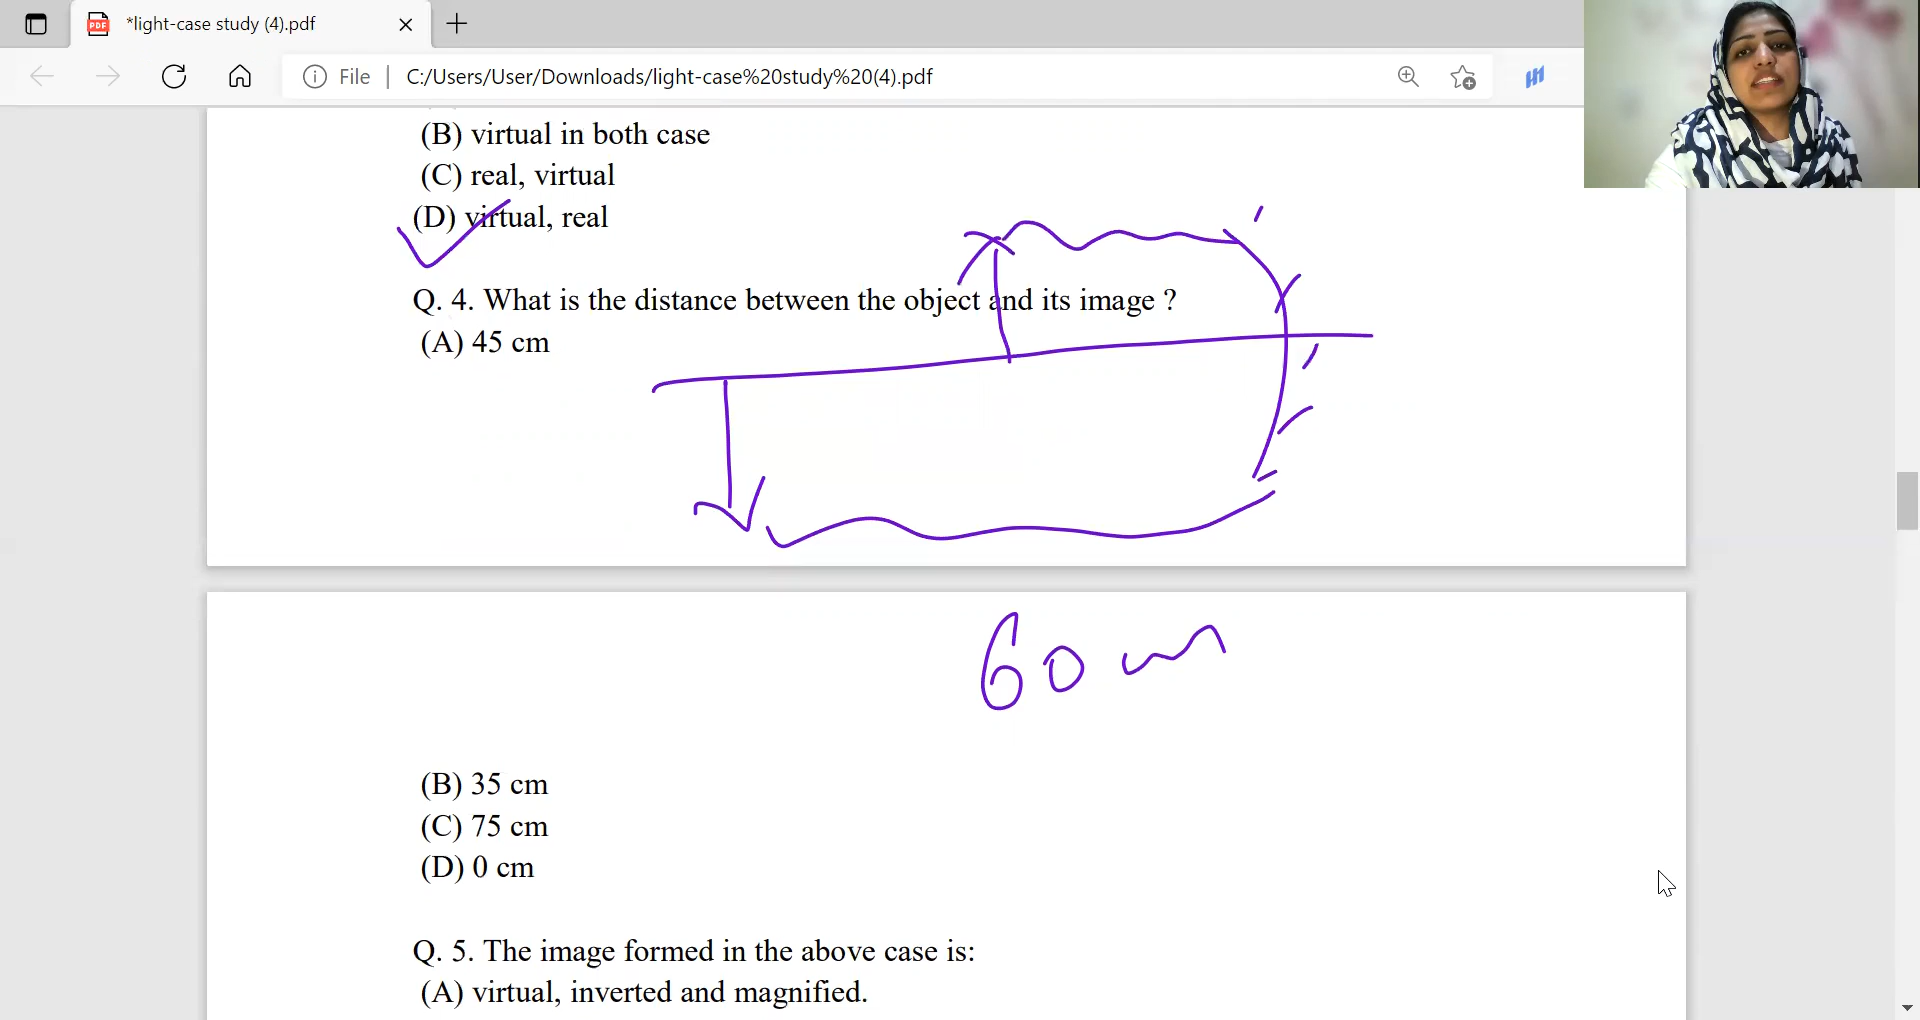 *light-case study (4).pdf
File | C:/Users/User/Downloads/light-case%20study%20(4).pdf
(B) virtual in both case
(C) real, virtual
(D) virtual, real
Q. 4. What is the distance between the object and its image ?
(A) 45 cm
60 cm
(B) 35 cm
(C) 75 cm
(D) 0 cm
Q. 5. The image formed in the above case is:
(A) virtual, inverted and magnified.